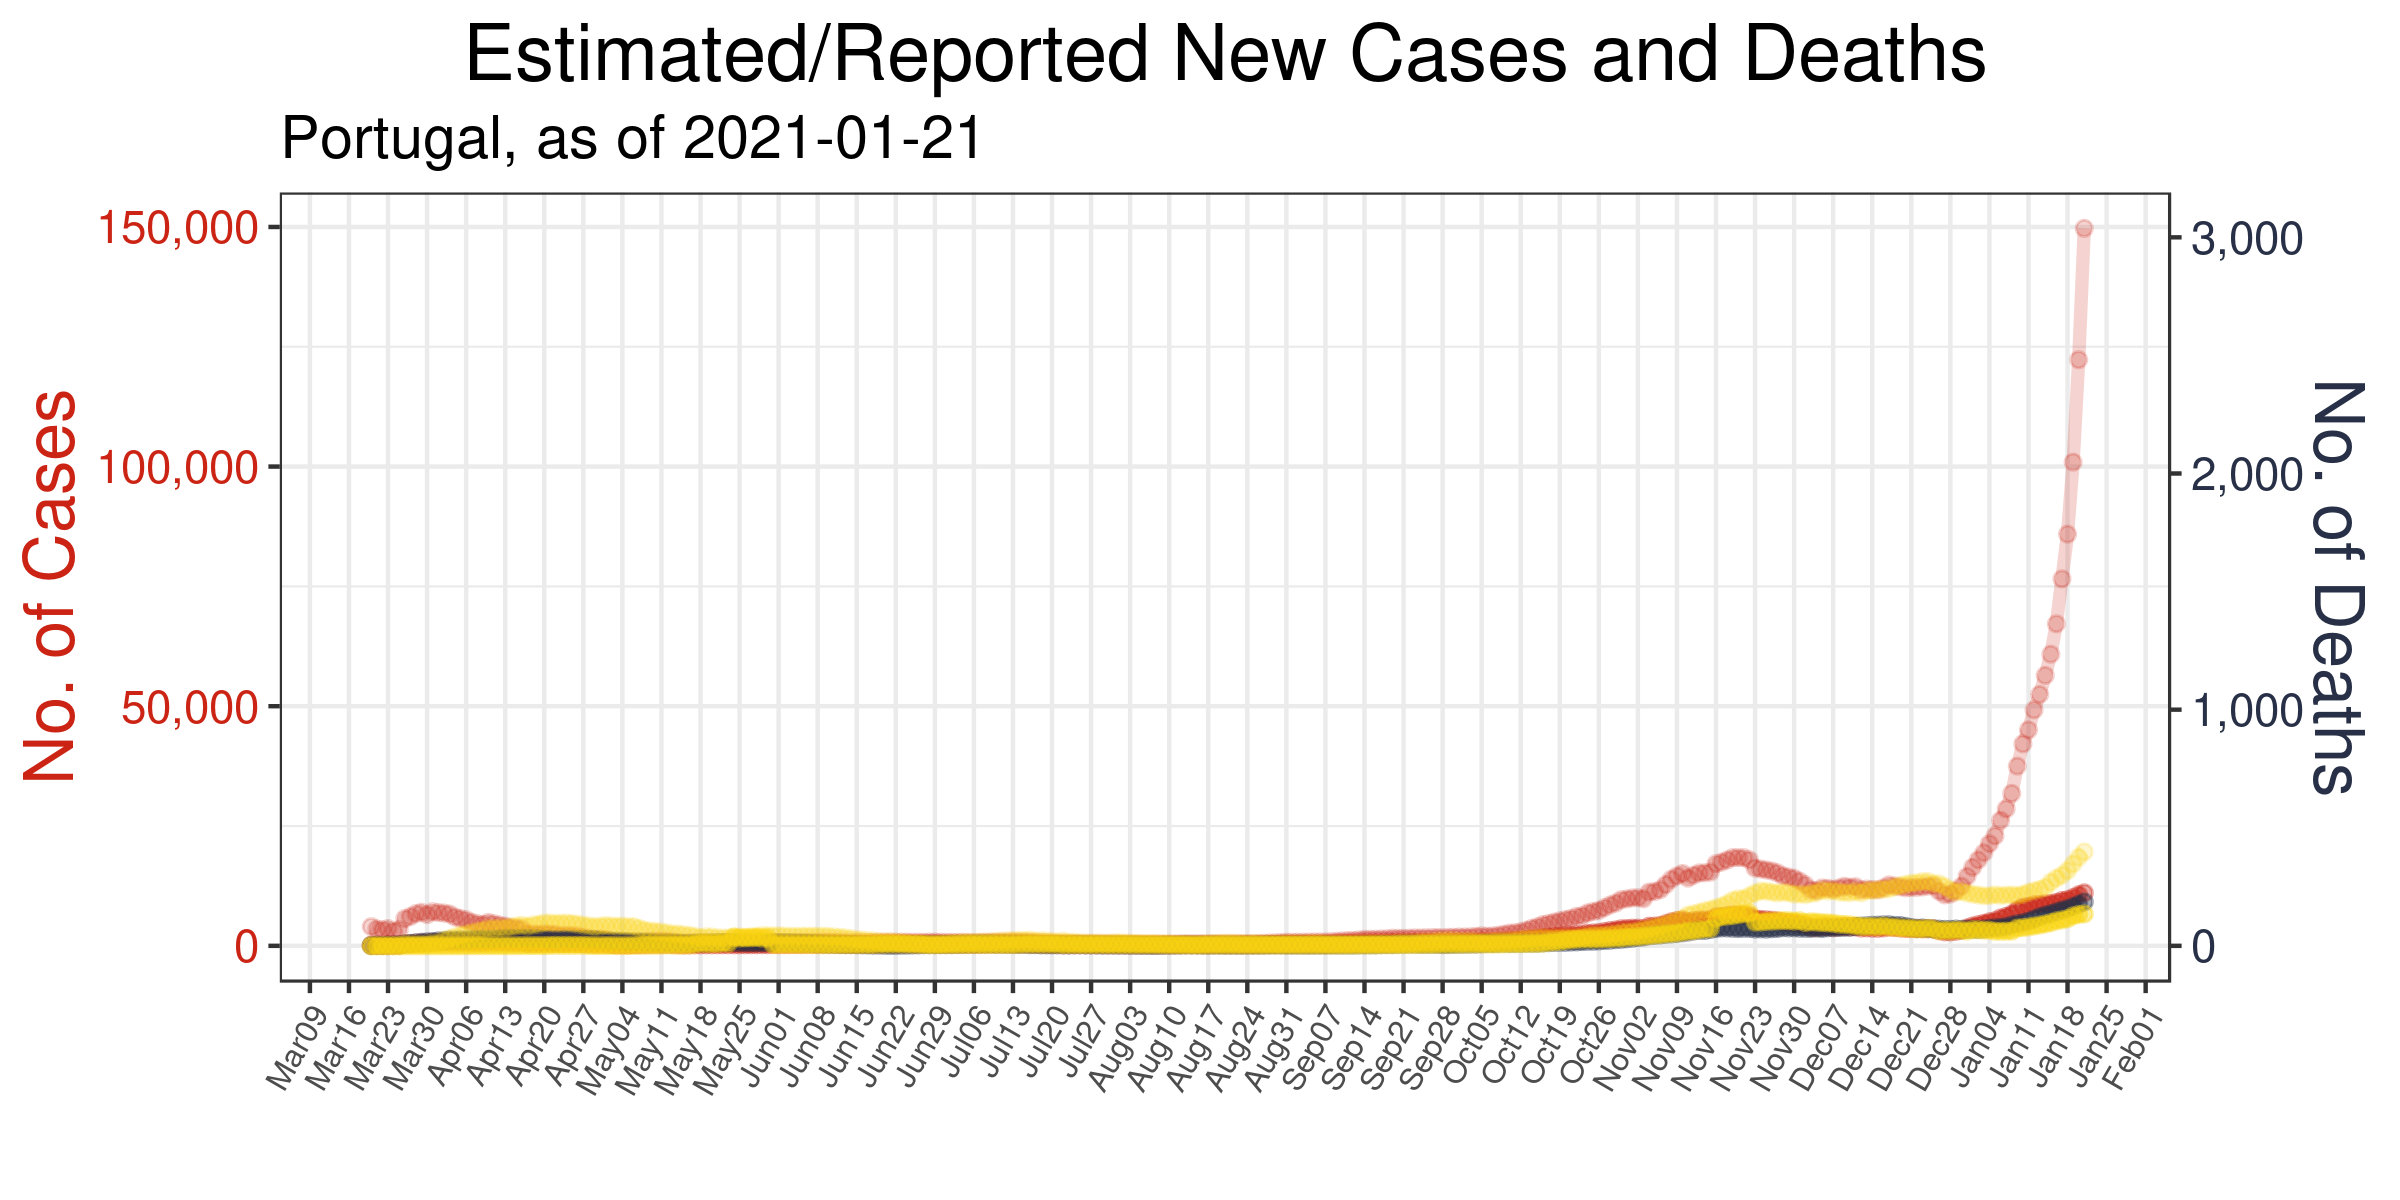 Estimated/Reported New Cases and Deaths
Portugal, as of 2021-01-21
No. of Cases
150,000
100,000
50,000
0
3,000
2,000
1,000
0
No. of Deaths
Mar09 Mar16 Mar23 Mar30 Apr06 Apr13 Apr20 Apr27 May04 May11 May18 May25 Jun01 Jun08 Jun15 Jun22 Jun29 Jul06 Jul13 Jul20 Jul27 Aug03 Aug10 Aug17 Aug24 Aug31 Sep07 Sep14 Sep21 Sep28 Oct05 Oct12 Oct19 Oct26 Nov02 Nov09 Nov16 Nov23 Nov30 Dec07 Dec14 Dec21 Dec28 Jan04 Jan11 Jan18 Jan25 Feb01